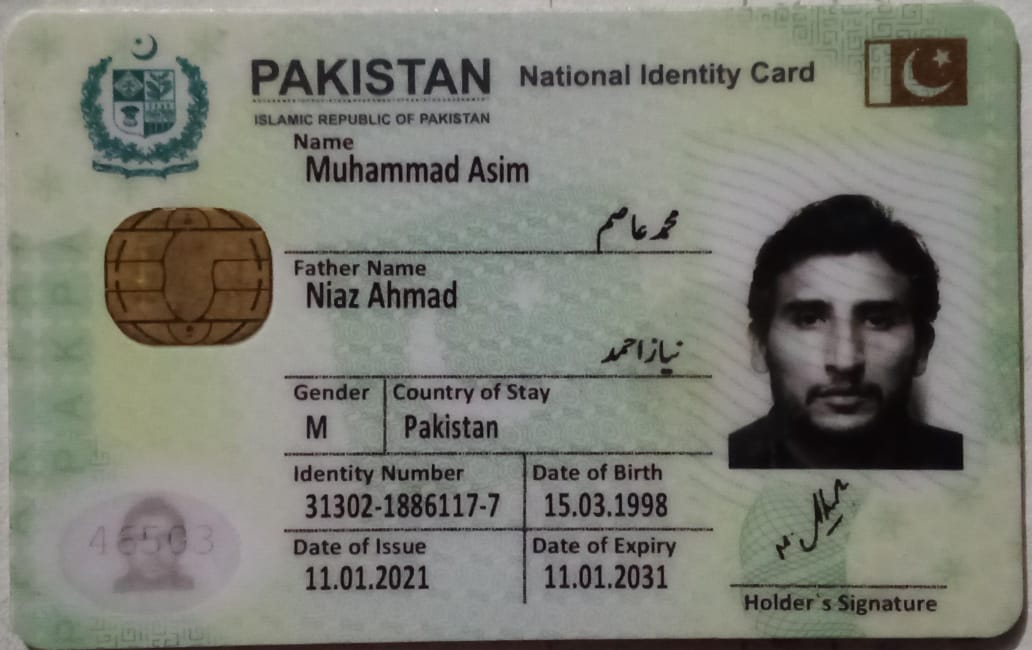 PAKISTAN National Identity Card
ISLAMIC REPUBLIC OF PAKISTAN
Name
Muhammad Asim
محمد عاصم
Father Name
Niaz Ahmad
نیاز احمد
Gender Country of Stay
M Pakistan
Identity Number Date of Birth
31302-1886117-7 15.03.1998
Date of Issue Date of Expiry
11.01.2021 11.01.2031
46503
Holder`s Signature